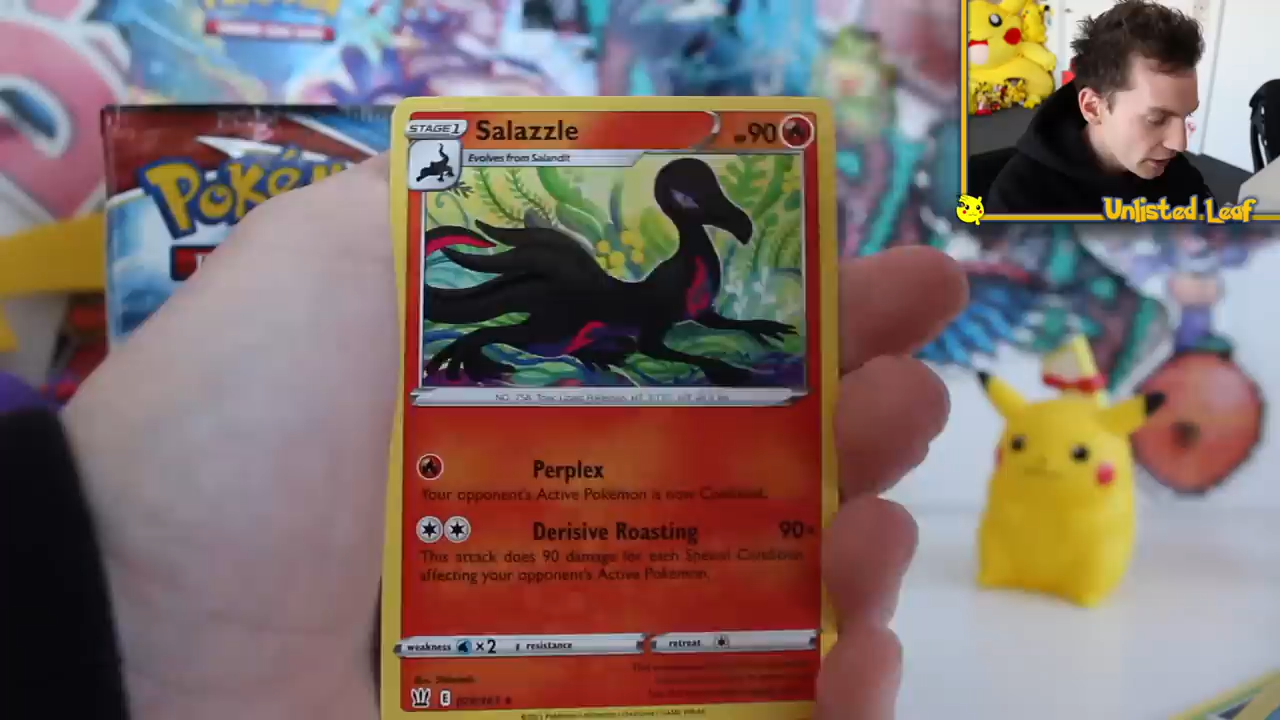 STAGE 1
Salazzle
HP 90
Evolves from Salandit
Unlisted Leaf
POKé
Perplex
Your opponent's Active Pokémon is now Confused.
Derisive Roasting 90×
This attack does 90 damage for each Special Condition
affecting your opponent's Active Pokémon.
weakness ×2 resistance retreat
E